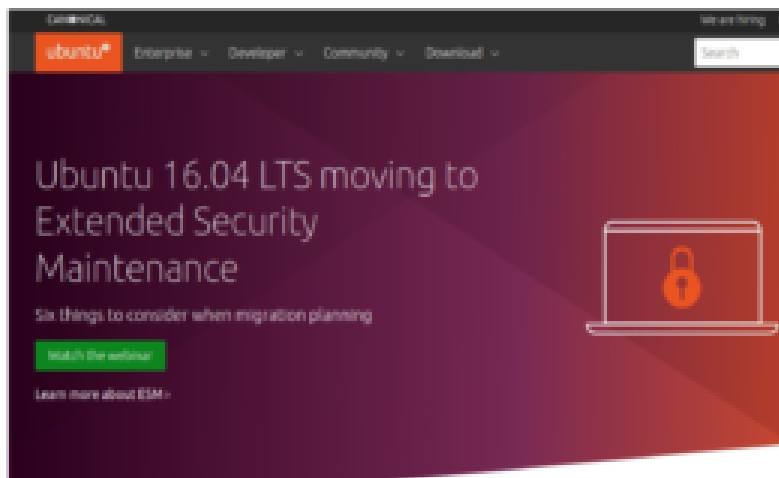 CANONICAL
We are hiring
ubuntu
Enterprise
Developer
Community
Download
Search
Ubuntu 16.04 LTS moving to
Extended Security
Maintenance
Six things to consider when migration planning
Watch the webinar
Learn more about ESM ›